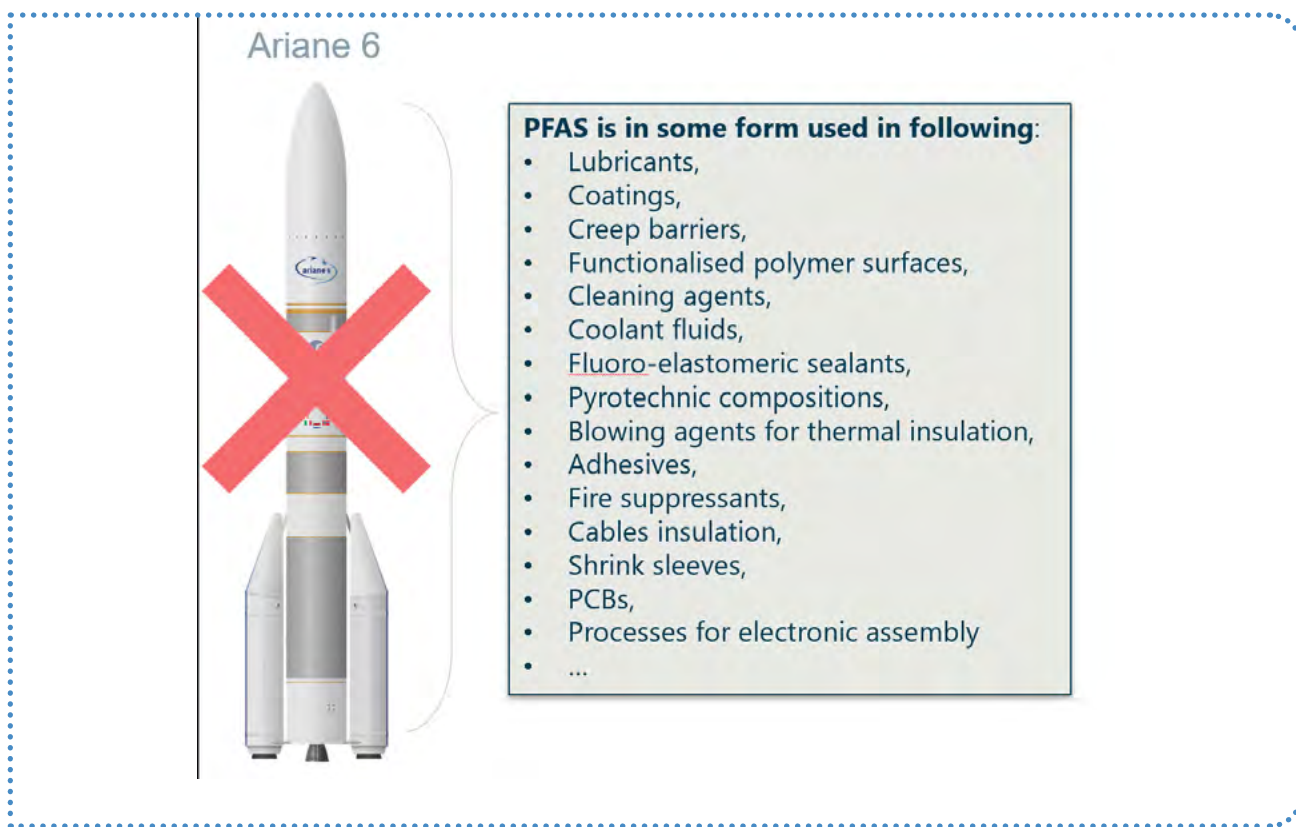 Ariane 6
ariane 6
PFAS is in some form used in following:
• Lubricants,
• Coatings,
• Creep barriers,
• Functionalised polymer surfaces,
• Cleaning agents,
• Coolant fluids,
• Fluoro-elastomeric sealants,
• Pyrotechnic compositions,
• Blowing agents for thermal insulation,
• Adhesives,
• Fire suppressants,
• Cables insulation,
• Shrink sleeves,
• PCBs,
• Processes for electronic assembly
• ...